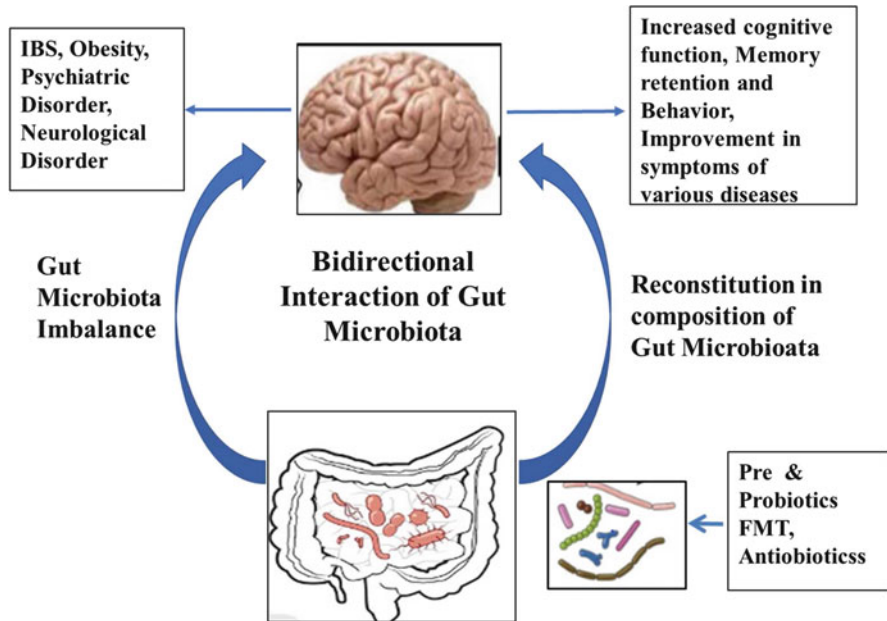 IBS, Obesity,
Psychiatric
Disorder,
Neurological
Disorder
Increased cognitive
function, Memory
retention and
Behavior,
Improvement in
symptoms of
various diseases
Gut
Microbiota
Imbalance
Bidirectional
Interaction of Gut
Microbiota
Reconstitution in
composition of
Gut Microbioata
Pre &
Probiotics
FMT,
Antiobioticss